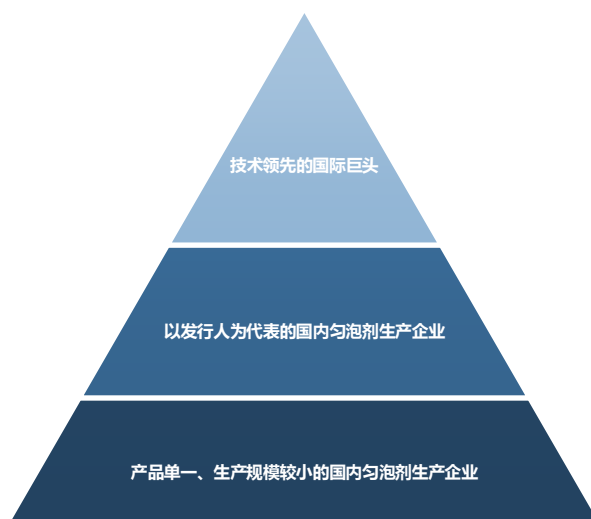 技术领先的国际巨头
以发行人为代表的国内匀泡剂生产企业
产品单一、生产规模较小的国内匀泡剂生产企业